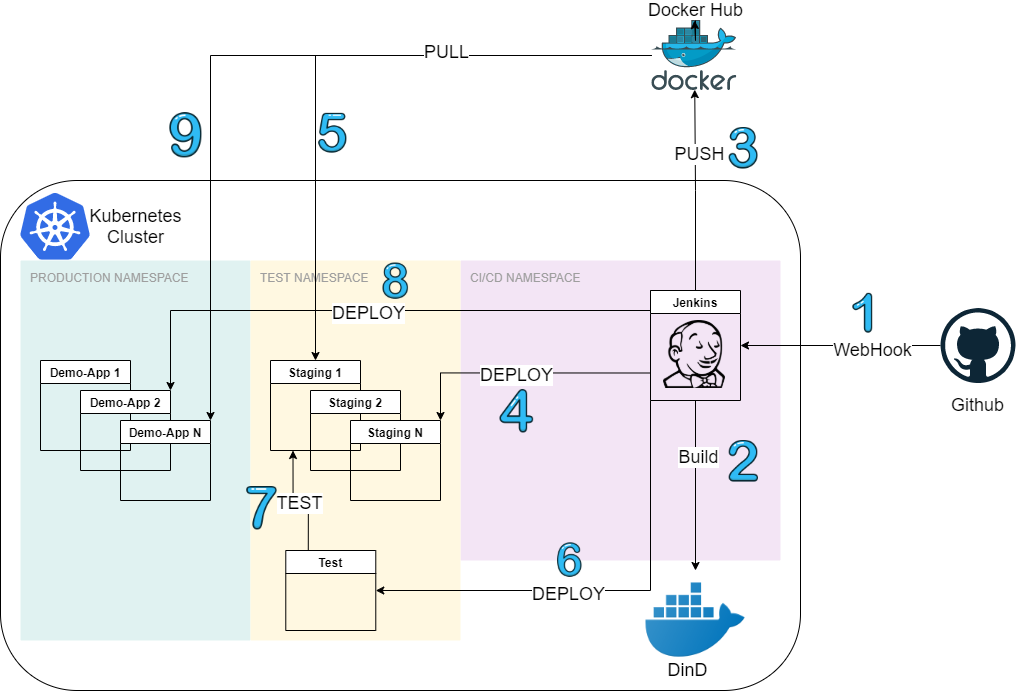 Docker Hub
docker
PULL
9
5
PUSH
3
Kubernetes
Cluster
PRODUCTION NAMESPACE
TEST NAMESPACE
8
CI/CD NAMESPACE
DEPLOY
Jenkins
1
WebHook
Github
Demo-App 1
Demo-App 2
Demo-App N
Staging 1
Staging 2
Staging N
DEPLOY
4
Build
2
7
TEST
Test
6
DEPLOY
DinD